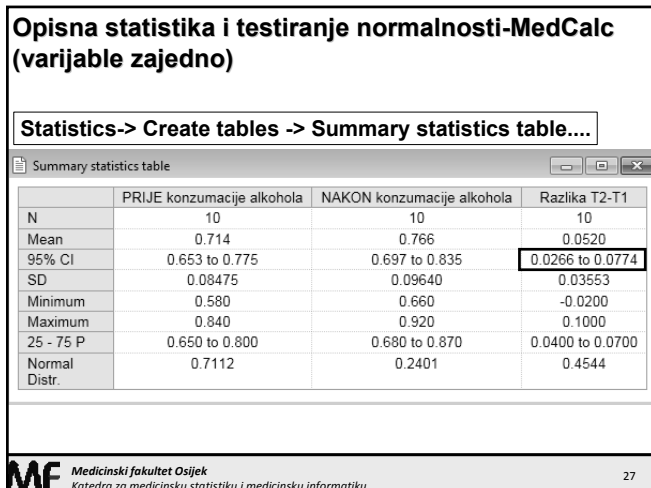 Opisna statistika i testiranje normalnosti-MedCalc
(varijable zajedno)
Statistics-> Create tables -> Summary statistics table....
Summary statistics table
PRIJE konzumacije alkohola NAKON konzumacije alkohola Razlika T2-T1
N 10 10 10
Mean 0.714 0.766 0.0520
95% CI 0.653 to 0.775 0.697 to 0.835 0.0266 to 0.0774
SD 0.08475 0.09640 0.03553
Minimum 0.580 0.660 -0.0200
Maximum 0.840 0.920 0.1000
25 - 75 P 0.650 to 0.800 0.680 to 0.870 0.0400 to 0.0700
Normal Distr. 0.7112 0.2401 0.4544
MF Medicinski fakultet Osijek
Katedra za medicinsku statistiku i medicinsku informatiku
27